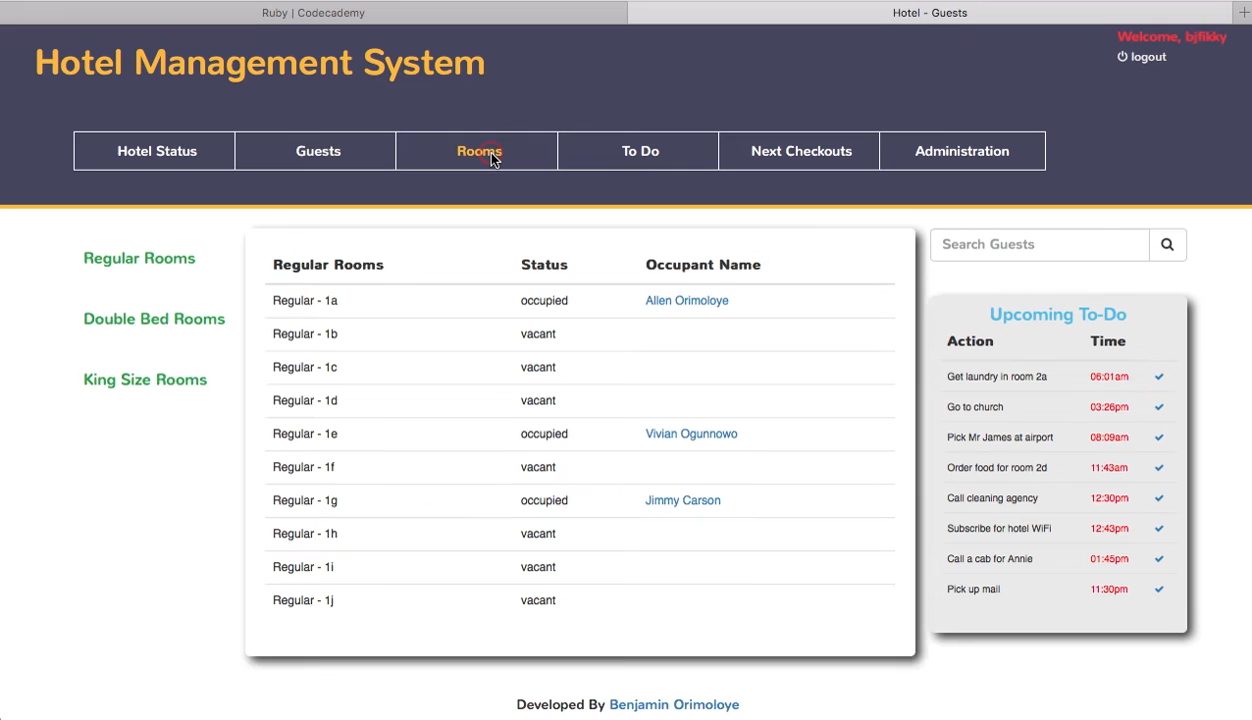 Ruby | Codecademy
Hotel - Guests
Welcome, bjfikky
logout
Hotel Management System
Hotel Status Guests Rooms To Do Next Checkouts Administration
Regular Rooms
Double Bed Rooms
King Size Rooms
Regular Rooms Status Occupant Name
Regular - 1a occupied Allen Orimoloye
Regular - 1b vacant
Regular - 1c vacant
Regular - 1d vacant
Regular - 1e occupied Vivian Ogunnowo
Regular - 1f vacant
Regular - 1g occupied Jimmy Carson
Regular - 1h vacant
Regular - 1i vacant
Regular - 1j vacant
Search Guests
Upcoming To-Do
Action Time
Get laundry in room 2a 06:01am
Go to church 03:26pm
Pick Mr James at airport 08:09am
Order food for room 2d 11:43am
Call cleaning agency 12:30pm
Subscribe for hotel WiFi 12:43pm
Call a cab for Annie 01:45pm
Pick up mail 11:30pm
Developed By Benjamin Orimoloye